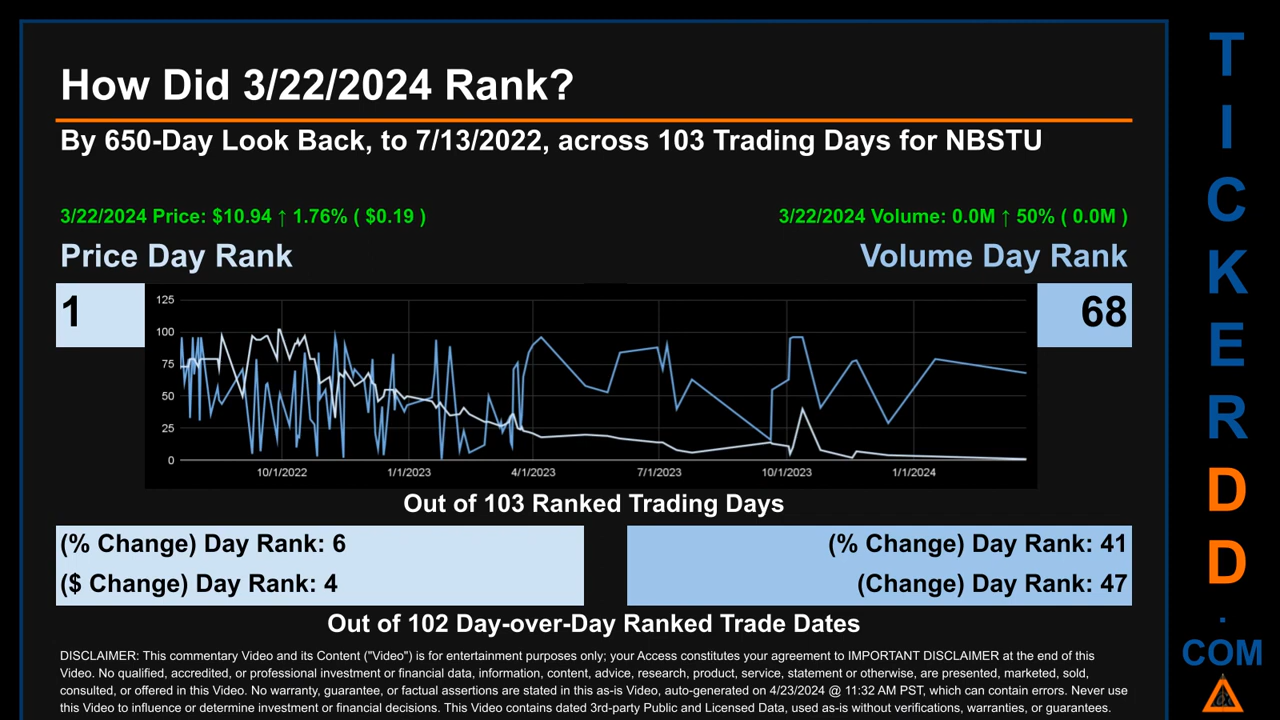 How Did 3/22/2024 Rank?
By 650-Day Look Back, to 7/13/2022, across 103 Trading Days for NBSTU
3/22/2024 Price: $10.94 ↑ 1.76% ( $0.19 )
3/22/2024 Volume: 0.0M ↑ 50% ( 0.0M )
Price Day Rank
Volume Day Rank
1
68
125
100
75
50
25
0
10/1/2022
1/1/2023
4/1/2023
7/1/2023
10/1/2023
1/1/2024
Out of 103 Ranked Trading Days
(% Change) Day Rank: 6
($ Change) Day Rank: 4
(% Change) Day Rank: 41
(Change) Day Rank: 47
Out of 102 Day-over-Day Ranked Trade Dates
DISCLAIMER: This commentary Video and its Content ("Video") is for entertainment purposes only; your Access constitutes your agreement to IMPORTANT DISCLAIMER at the end of this
Video. No qualified, accredited, or professional investment or financial data, information, content, advice, research, product, service, statement or otherwise, are presented, marketed, sold,
consulted, or offered in this Video. No warranty, guarantee, or factual assertions are stated in this as-is Video, auto-generated on 4/23/2024 @ 11:32 AM PST, which can contain errors. Never use
this Video to influence or determine investment or financial decisions. This Video contains dated 3rd-party Public and Licensed Data, used as-is without verifications, warranties, or guarantees.
T
I
C
K
E
R
D
D
.
COM